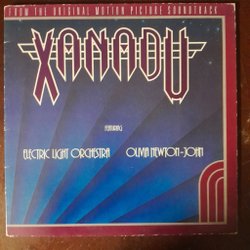 FROM THE ORIGINAL MOTION PICTURE SOUNDTRACK
XANADU
FEATURING
ELECTRIC LIGHT ORCHESTRA OLIVIA NEWTON-JOHN